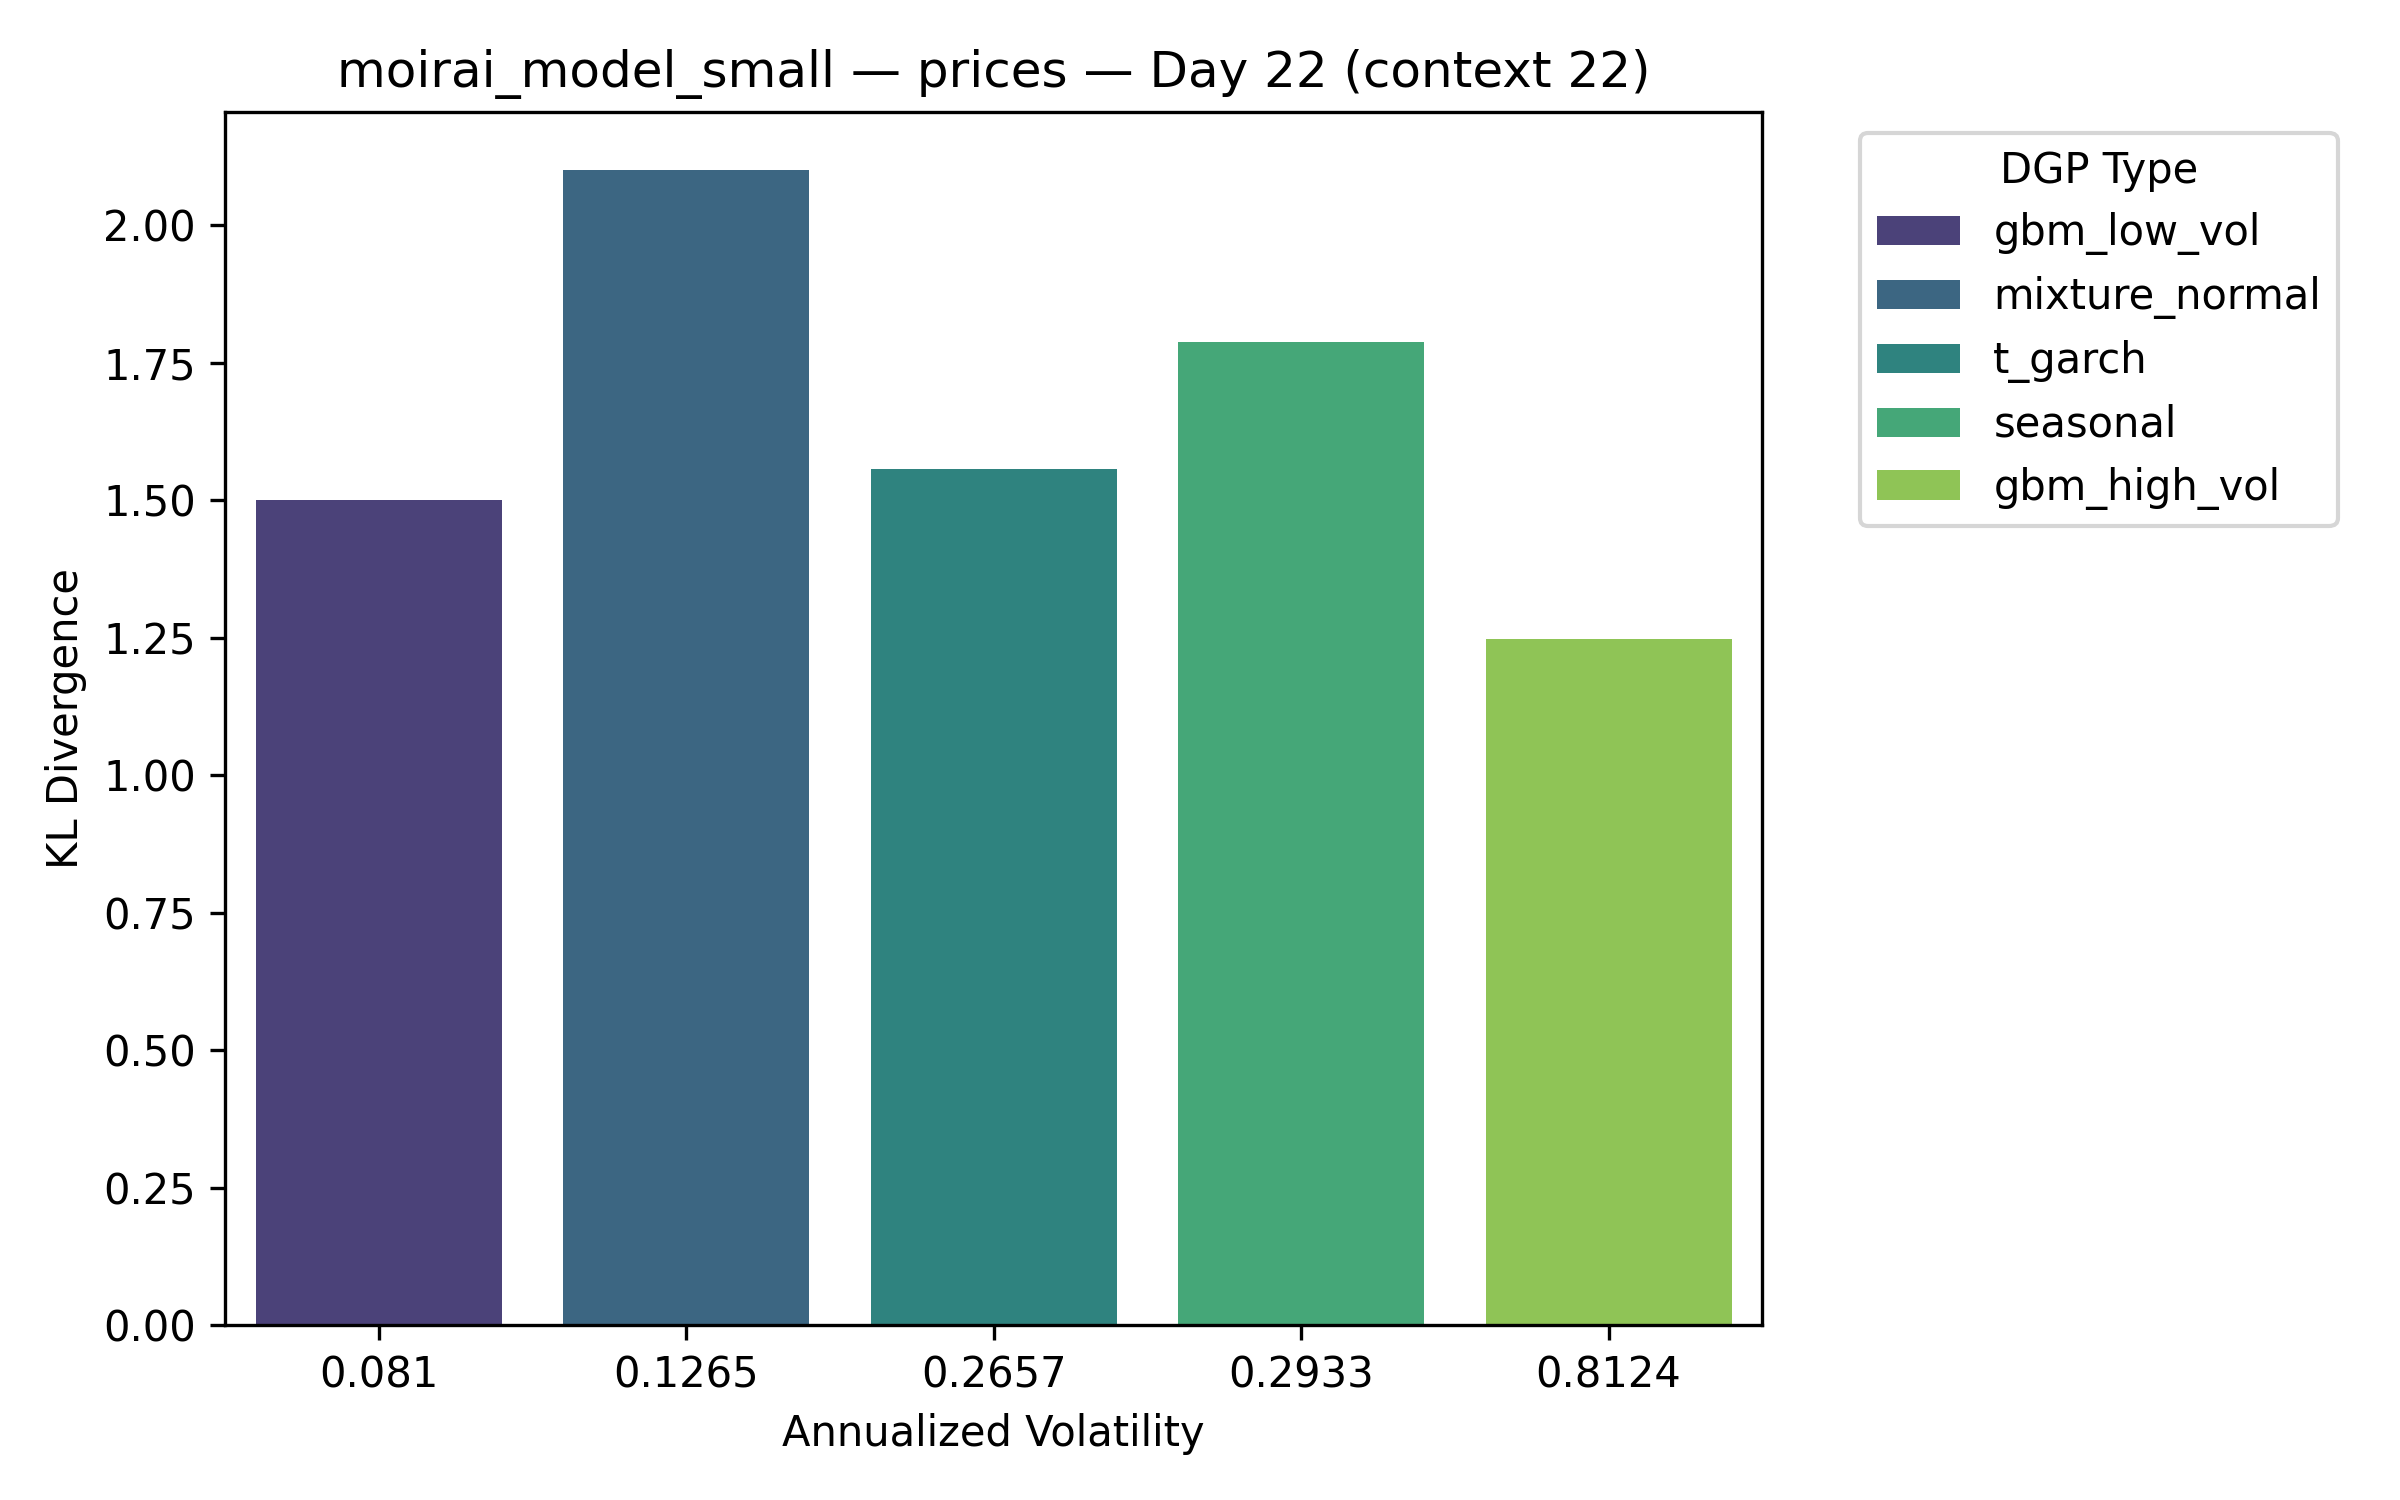 moirai_model_small — prices — Day 22 (context 22)
KL Divergence
2.00
1.75
1.50
1.25
1.00
0.75
0.50
0.25
0.00
0.081
0.1265
0.2657
0.2933
0.8124
Annualized Volatility
DGP Type
gbm_low_vol
mixture_normal
t_garch
seasonal
gbm_high_vol